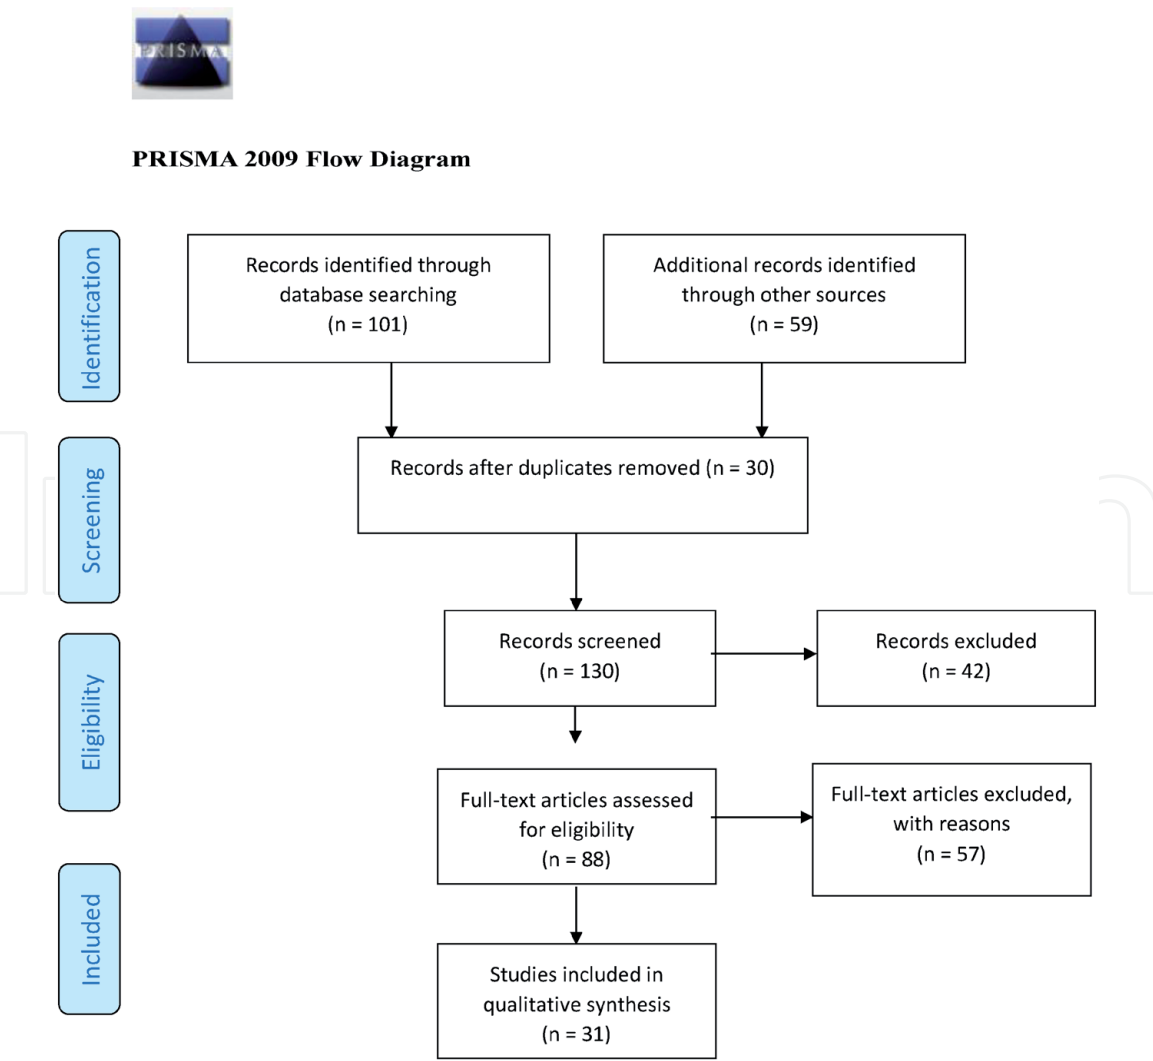 PRISMA
PRISMA 2009 Flow Diagram
Identification
Records identified through
database searching
(n = 101)
Additional records identified
through other sources
(n = 59)
Screening
Records after duplicates removed (n = 30)
Records screened
(n = 130)
Records excluded
(n = 42)
Eligibility
Full-text articles assessed
for eligibility
(n = 88)
Full-text articles excluded,
with reasons
(n = 57)
Included
Studies included in
qualitative synthesis
(n = 31)